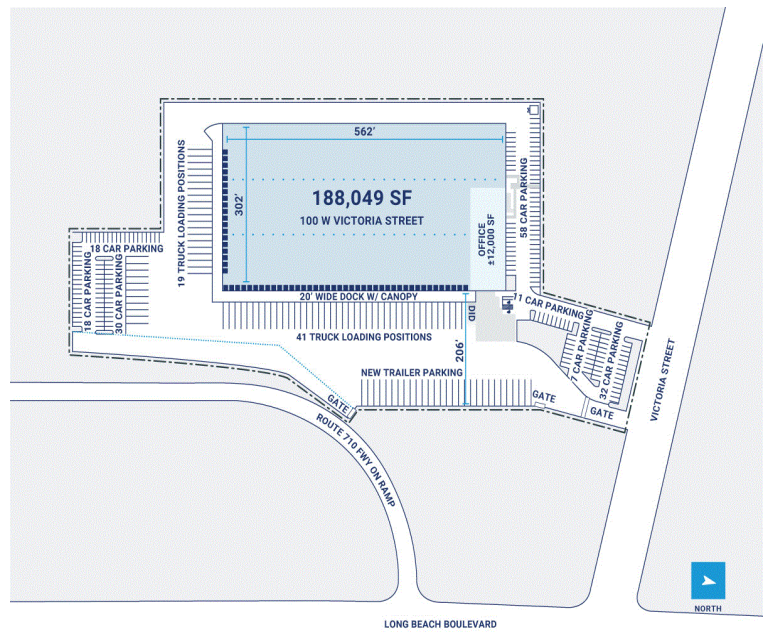 562'
302'
188,049 SF
100 W VICTORIA STREET
OFFICE
±12,000 SF
58 CAR PARKING
19 TRUCK LOADING POSITIONS
18 CAR PARKING
18 CAR PARKING
30 CAR PARKING
20' WIDE DOCK W/ CANOPY
DID
11 CAR PARKING
41 TRUCK LOADING POSITIONS
206'
7 CAR PARKING
32 CAR PARKING
NEW TRAILER PARKING
GATE
GATE
GATE
VICTORIA STREET
ROUTE 710 FWY ON RAMP
NORTH
LONG BEACH BOULEVARD